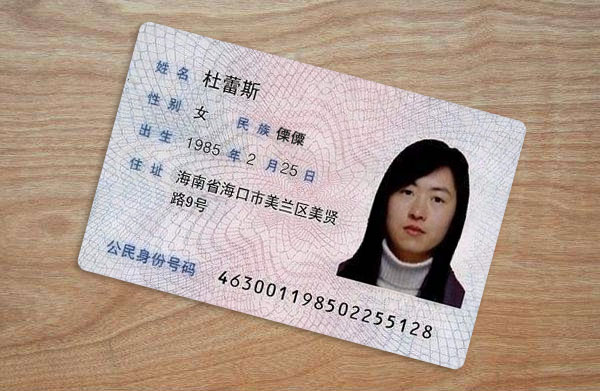 姓名 杜蕾斯
性别 女 民族 傈僳
出生 1985 年 2 月 25 日
住址 海南省海口市美兰区美贤
路9号
公民身份号码 463001198502255128